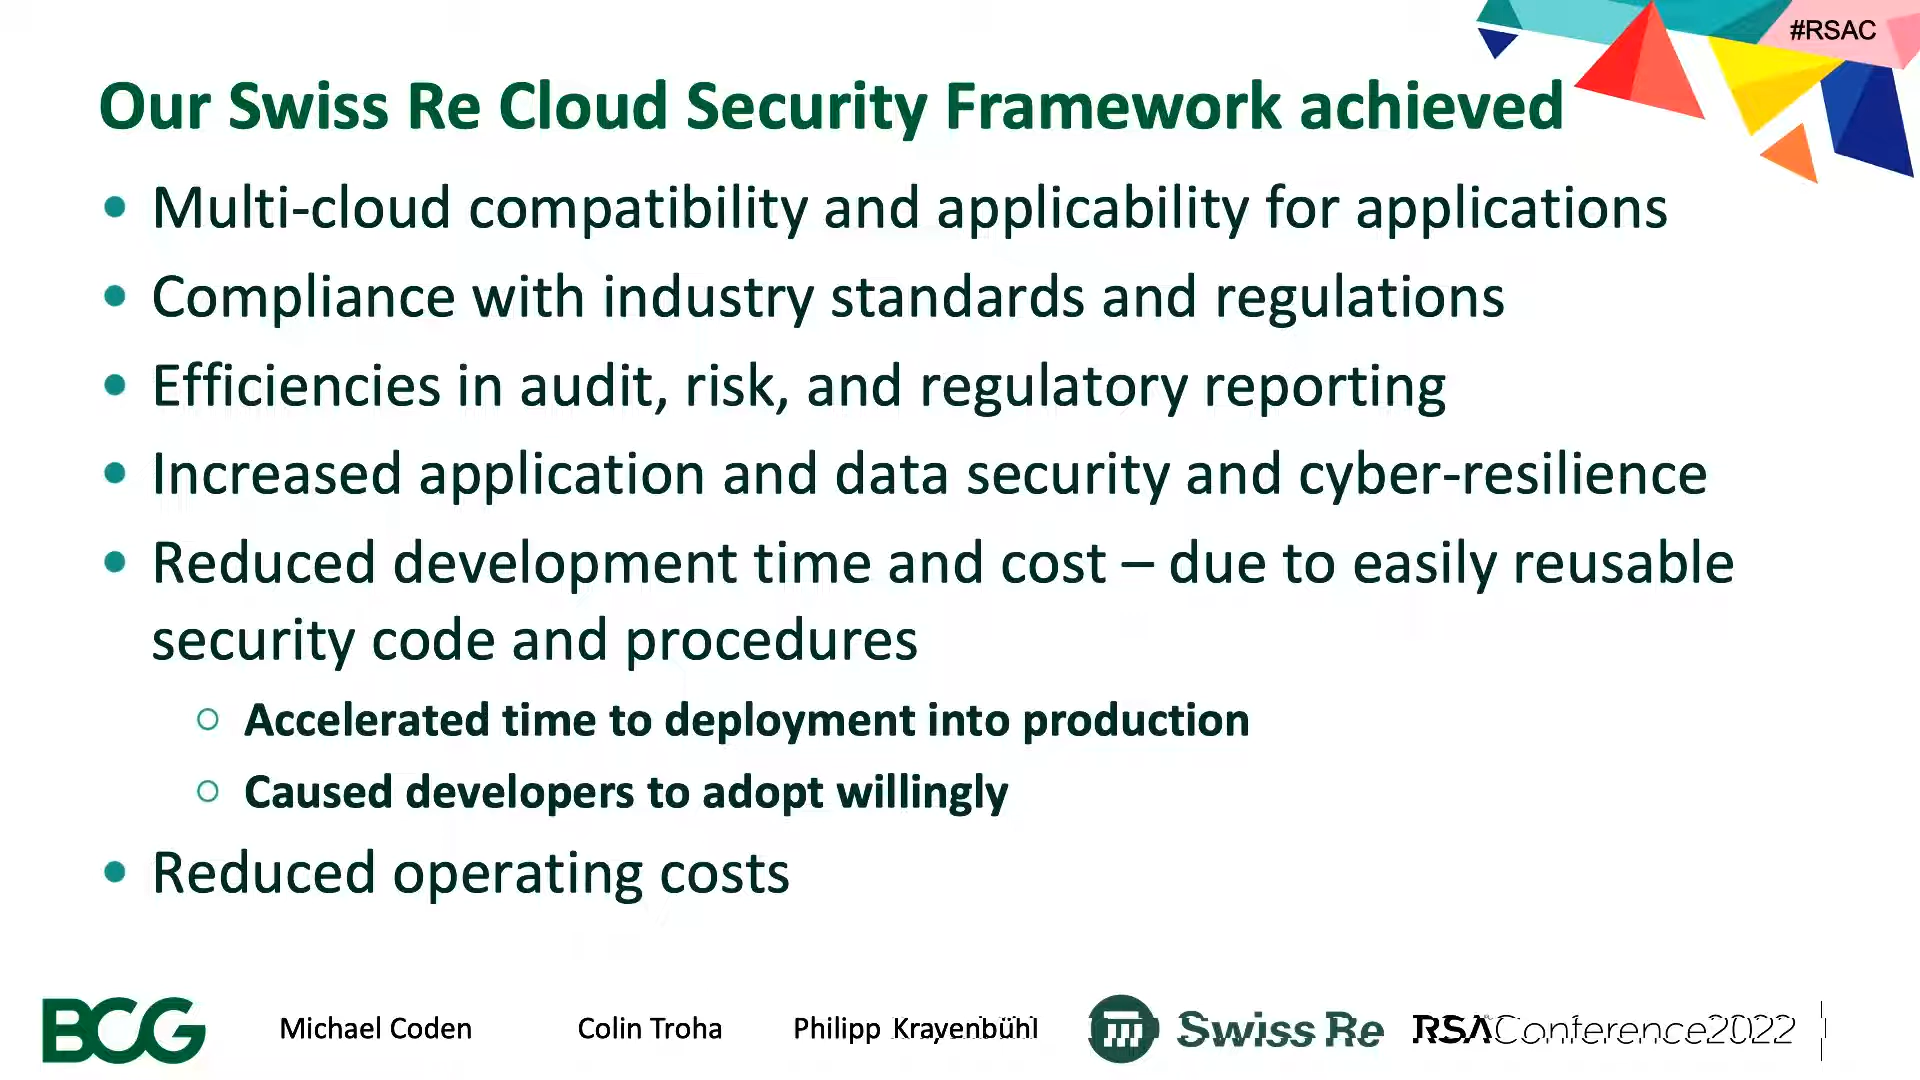 #RSAC
Our Swiss Re Cloud Security Framework achieved
• Multi-cloud compatibility and applicability for applications
• Compliance with industry standards and regulations
• Efficiencies in audit, risk, and regulatory reporting
• Increased application and data security and cyber-resilience
• Reduced development time and cost – due to easily reusable
security code and procedures
○ Accelerated time to deployment into production
○ Caused developers to adopt willingly
• Reduced operating costs
BCG Michael Coden Colin Troha Philipp Krayenbühl Swiss Re RSAConference2022